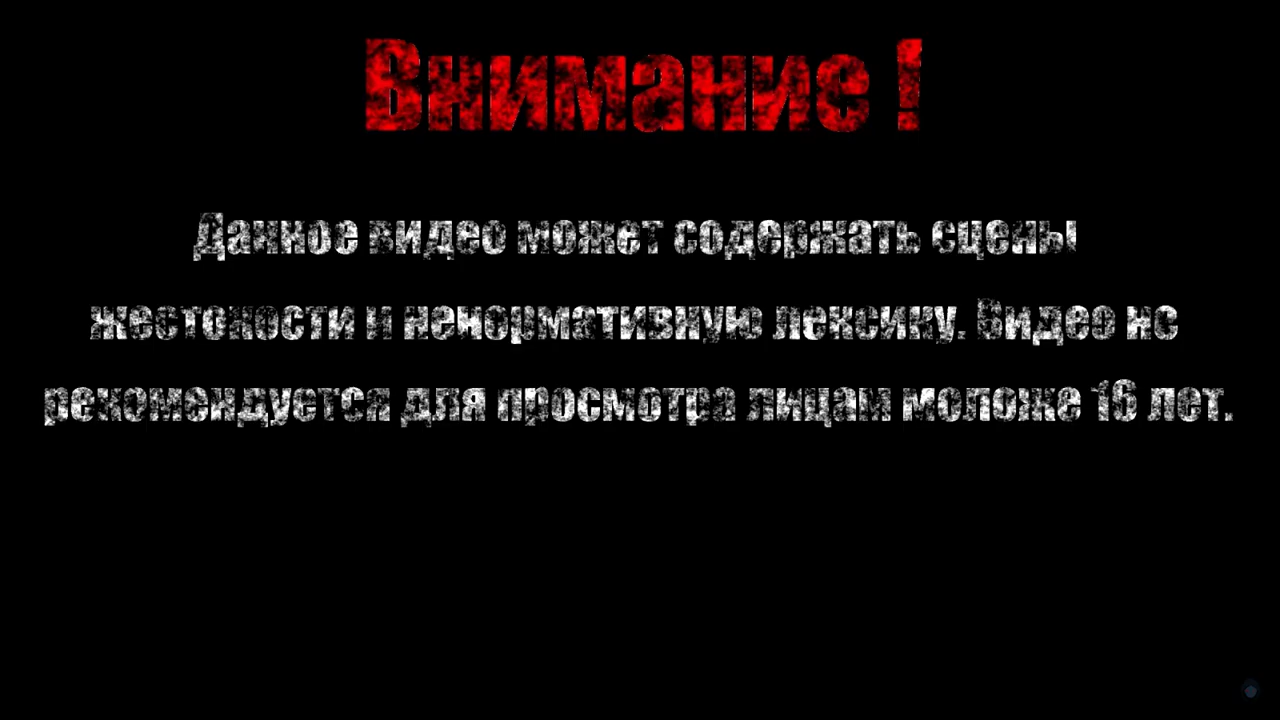 Внимание !
Данное видео может содержать сцены
жестокости и ненормативную лексику. Видео не
рекомендуется для просмотра лицам моложе 16 лет.